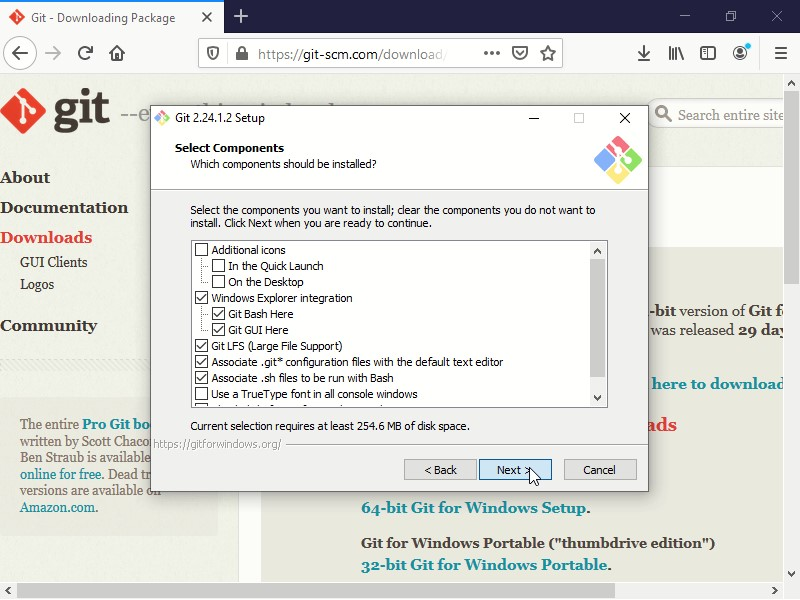 Git - Downloading Package
https://git-scm.com/download/
git
--e
Search entire site
About
Documentation
Downloads
GUI Clients
Logos
Community
The entire Pro Git bo
written by Scott Chaco
Ben Straub is available
online for free. Dead tr
versions are available on
Amazon.com.
Git 2.24.1.2 Setup
Select Components
Which components should be installed?
Select the components you want to install; clear the components you do not want to
install. Click Next when you are ready to continue.
Additional icons
In the Quick Launch
On the Desktop
Windows Explorer integration
Git Bash Here
Git GUI Here
Git LFS (Large File Support)
Associate .git* configuration files with the default text editor
Associate .sh files to be run with Bash
Use a TrueType font in all console windows
Current selection requires at least 254.6 MB of disk space.
https://gitforwindows.org/
< Back
Next >
Cancel
-bit version of Git f
was released 29 day
here to download
ads
64-bit Git for Windows Setup.
Git for Windows Portable ("thumbdrive edition")
32-bit Git for Windows Portable.